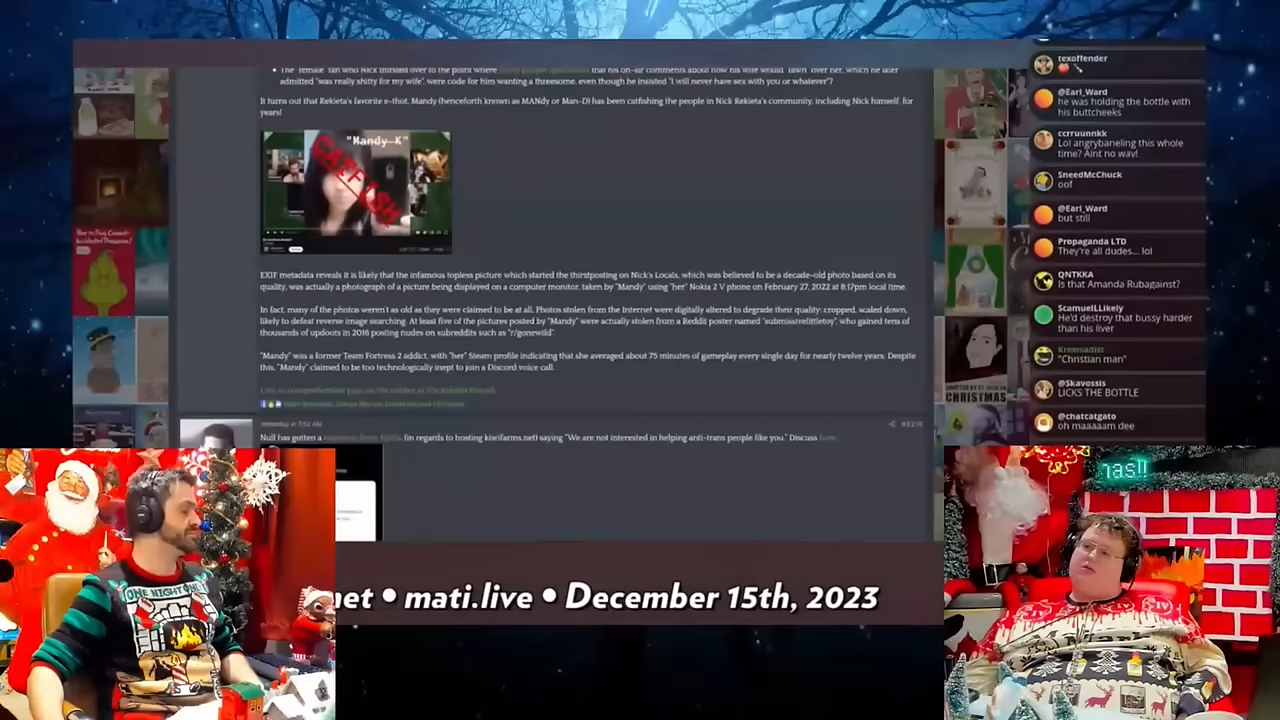 The "female" fan who Nick thirsted over to the point where that his on-air comments about how his wife would "fawn" over her, which he later
admitted "was really shitty for my wife", were code for him wanting a threesome, even though he insisted "I will never have sex with you or whatever"?
It turns out that Rekieta's favorite e-thot, Mandy (henceforth known as MANdy or Man-D) has been catfishing the people in Nick Rekieta's community, including Nick himself, for
years!
"Mandy K"
CATFISH
EXIF metadata reveals it is likely that the infamous topless picture which started the thirstposting on Nick's Locals, which was believed to be a decade-old photo based on its
quality, was actually a photograph of a picture being displayed on a computer monitor, taken by "Mandy" using "her" Nokia 2 V phone on February 27, 2022 at 8:17pm local time.
In fact, many of the photos weren't as old as they were claimed to be at all. Photos stolen from the Internet were digitally altered to degrade their quality: cropped, scaled down,
likely to defeat reverse image searching. At least five of the pictures posted by "Mandy" were actually stolen from a Reddit poster named "submissivelittletoy", who gained tens of
thousands of updoots in 2016 posting nudes on subreddits such as "r/gonewild".
"Mandy" was a former Team Fortress 2 addict, with "her" Steam profile indicating that she averaged about 75 minutes of gameplay every single day for nearly twelve years. Despite
this, "Mandy" claimed to be too technologically inept to join a Discord voice call.
Yesterday at 7:52 AM
#3,210
Null has gotten a (in regards to hosting kiwifarms.net) saying "We are not interested in helping anti-trans people like you." Discuss
texoffender
@Earl_Ward
he was holding the bottle with
his buttcheeks
ccrruunnkk
Lol angrybaneling this whole
time? Aint no way!
SneedMcChuck
oof
@Earl_Ward
but still
Propaganda LTD
They're all dudes... lol
QNTKKA
Is that Amanda Rubagainst?
ScamuelLLikely
He'd destroy that bussy harder
than his liver
Krewsadist
"Christian man"
@Skavossis
LICKS THE BOTTLE
@chatcatgato
oh maaaam dee
CHRISTMAS
nas!!
ONE NIGHT ON
net • mati.live • December 15th, 2023